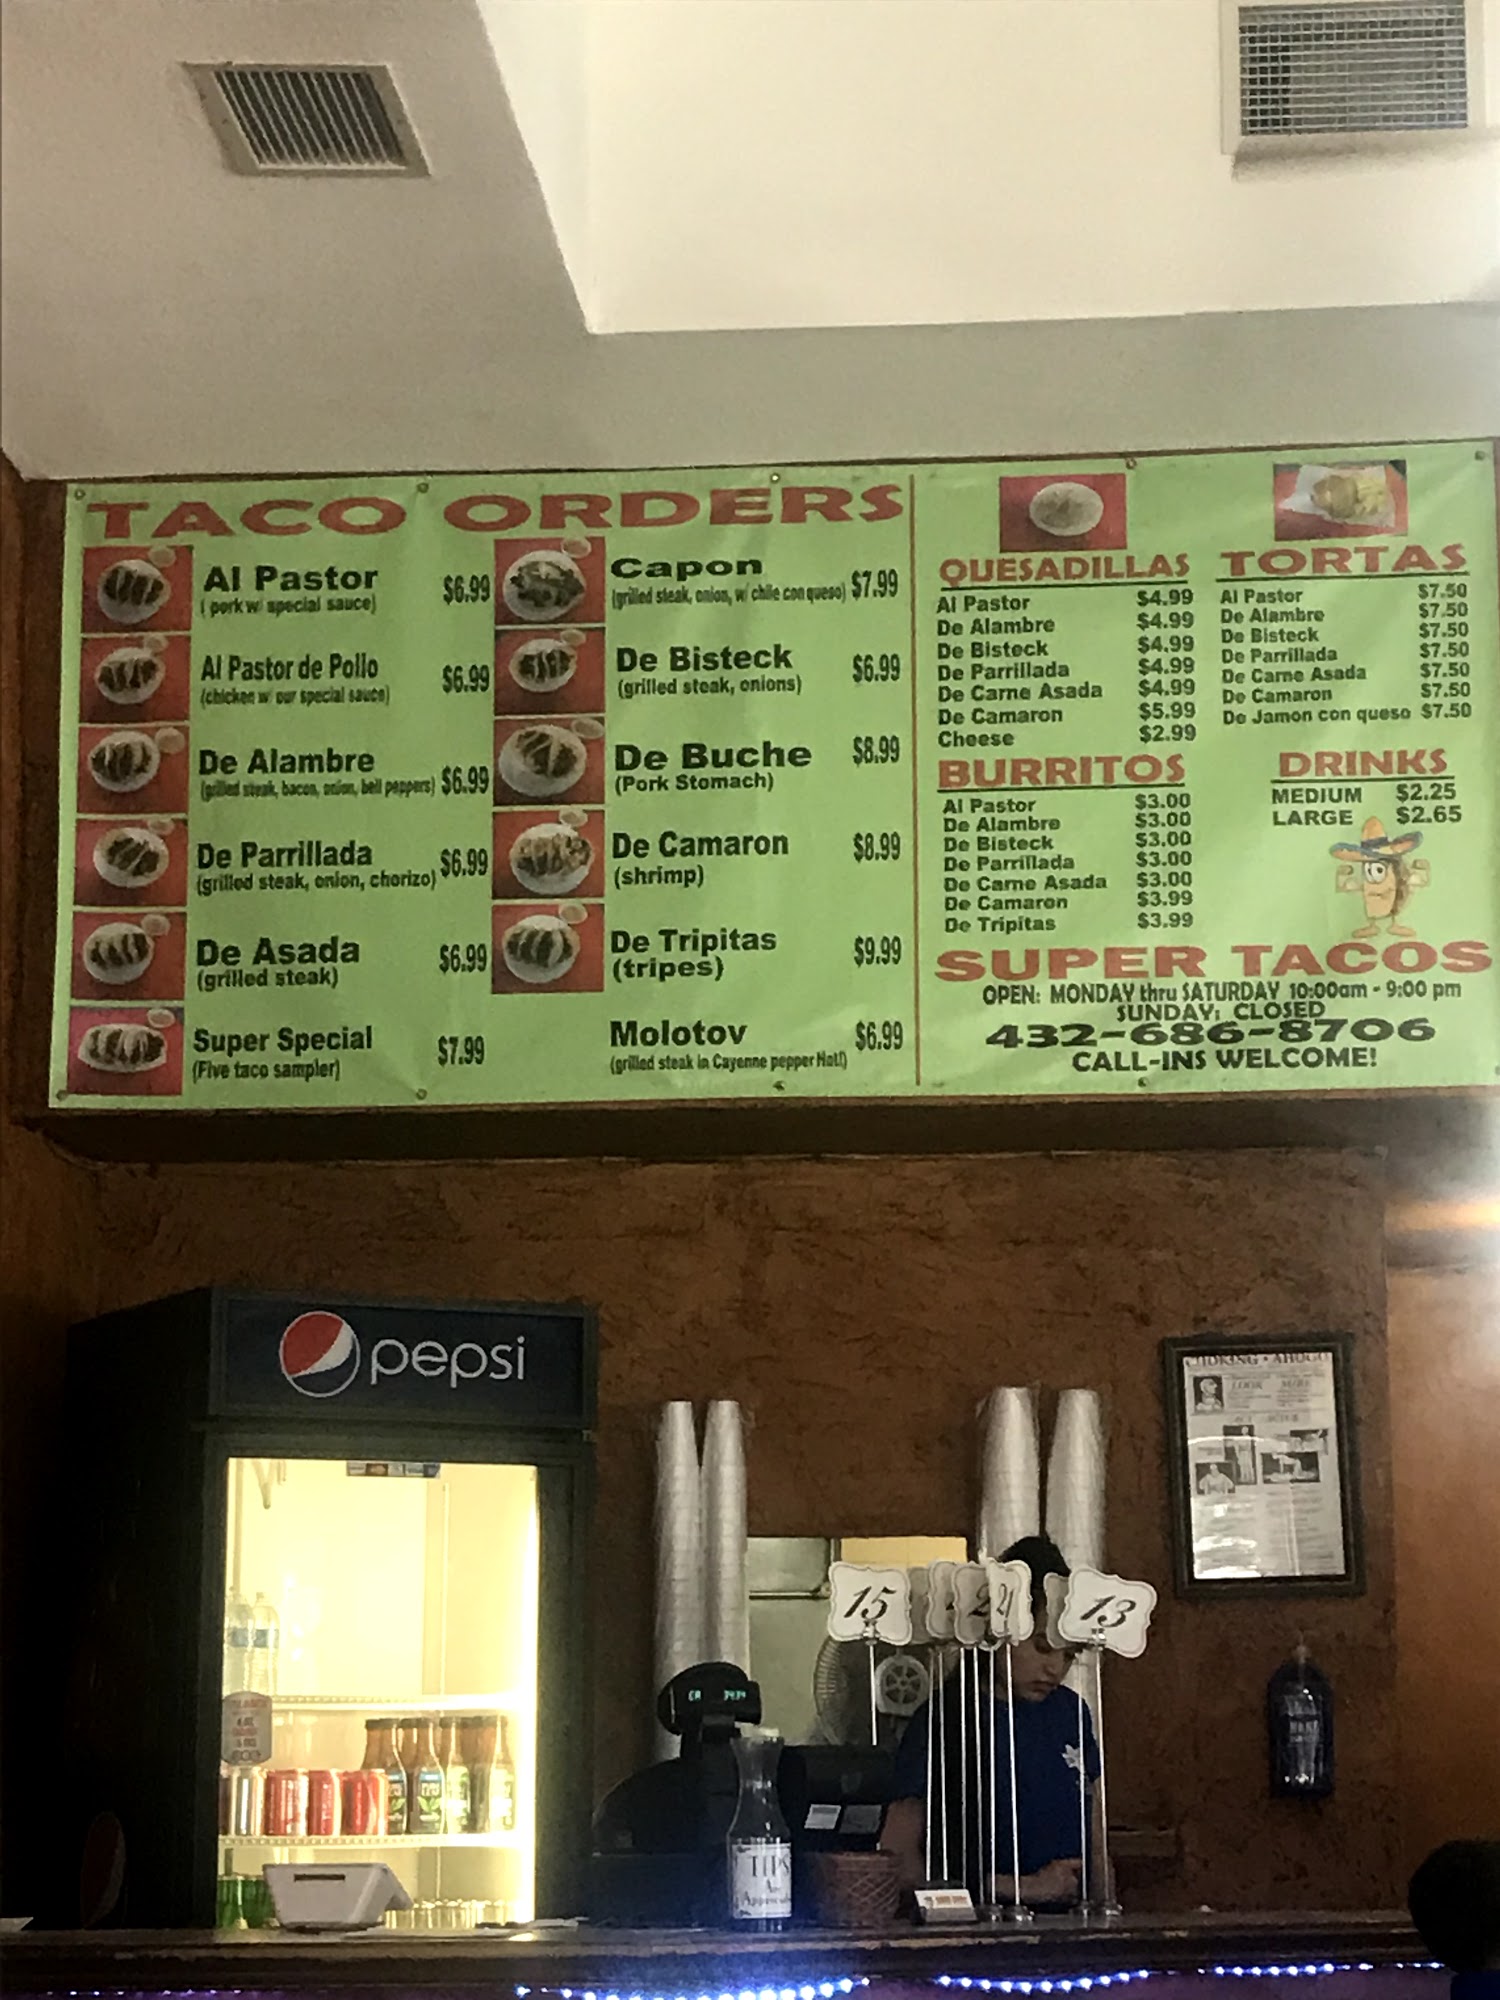 TACO ORDERS
Al Pastor $6.99
( pork w/ special sauce)
Al Pastor de Pollo $6.99
(chicken w/ our special sauce)
De Alambre
(grilled steak, bacon, onion, bell peppers) $6.99
De Parrillada $6.99
(grilled steak, onion, chorizo)
De Asada $6.99
(grilled steak)
Super Special $7.99
(Five taco sampler)
Capon
(grilled steak, onion, w/ chile con queso) $7.99
De Bisteck $6.99
(grilled steak, onions)
De Buche $8.99
(Pork Stomach)
De Camaron $8.99
(shrimp)
De Tripitas $9.99
(tripes)
Molotov $6.99
(grilled steak in Cayenne pepper Hot!)
QUESADILLAS
Al Pastor $4.99
De Alambre $4.99
De Bisteck $4.99
De Parrillada $4.99
De Carne Asada $4.99
De Camaron $5.99
Cheese $2.99
BURRITOS
Al Pastor $3.00
De Alambre $3.00
De Bisteck $3.00
De Parrillada $3.00
De Carne Asada $3.00
De Camaron $3.99
De Tripitas $3.99
TORTAS
Al Pastor $7.50
De Alambre $7.50
De Bisteck $7.50
De Parrillada $7.50
De Carne Asada $7.50
De Camaron $7.50
De Jamon con queso $7.50
DRINKS
MEDIUM $2.25
LARGE $2.65
SUPER TACOS
OPEN: MONDAY thru SATURDAY 10:00am - 9:00 pm
SUNDAY: CLOSED
432-686-8706
CALL-INS WELCOME!
pepsi
CHOKING • AHOGO
15
24
13
TIPS
Are
Appreciated